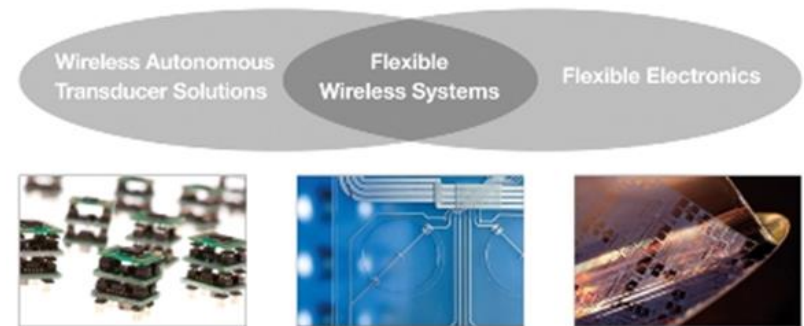 Wireless Autonomous
Transducer Solutions
Flexible
Wireless Systems
Flexible Electronics